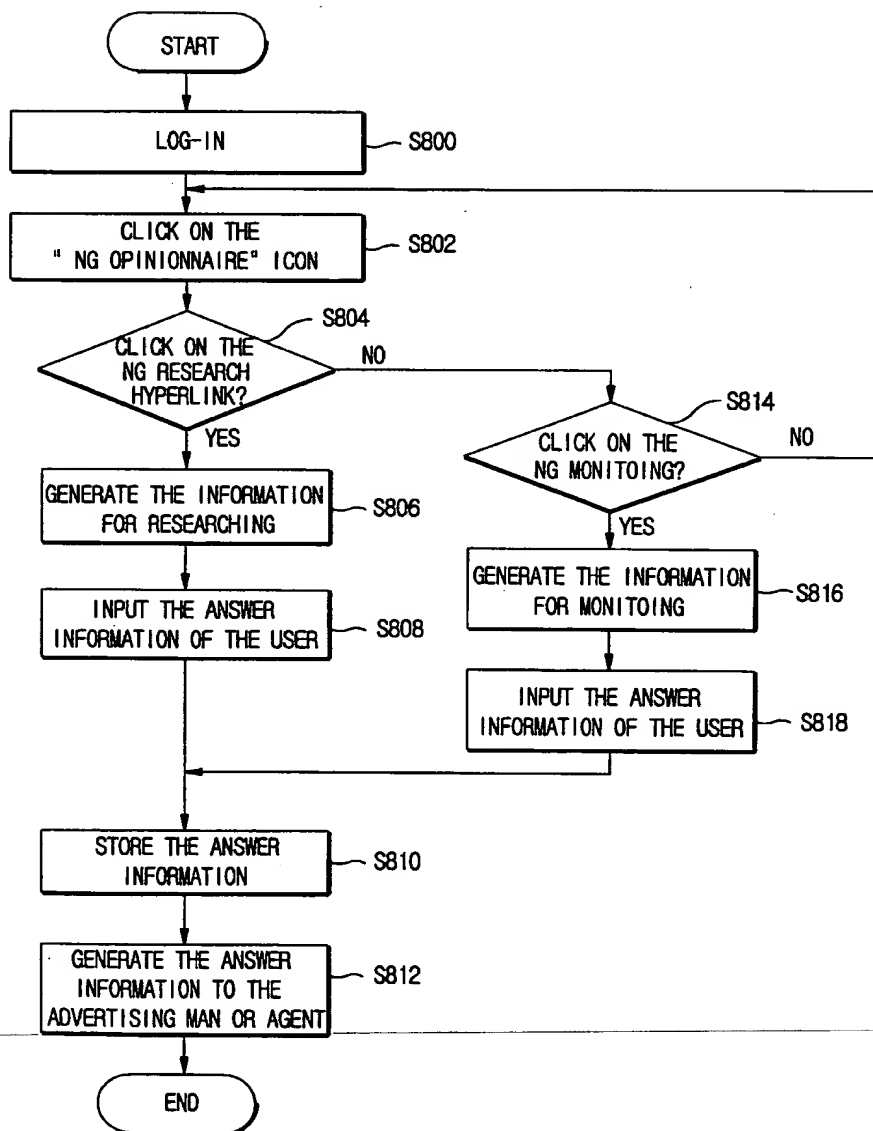 START
LOG-IN
S800
CLICK ON THE
" NG OPINIONNAIRE" ICON
S802
S804
CLICK ON THE
NG RESEARCH
HYPERLINK?
NO
YES
S814
CLICK ON THE
NG MONITOING?
NO
YES
GENERATE THE INFORMATION
FOR RESEARCHING
S806
GENERATE THE INFORMATION
FOR MONITOING
S816
INPUT THE ANSWER
INFORMATION OF THE USER
S808
INPUT THE ANSWER
INFORMATION OF THE USER
S818
STORE THE ANSWER
INFORMATION
S810
GENERATE THE ANSWER
INFORMATION TO THE
ADVERTISING MAN OR AGENT
S812
END